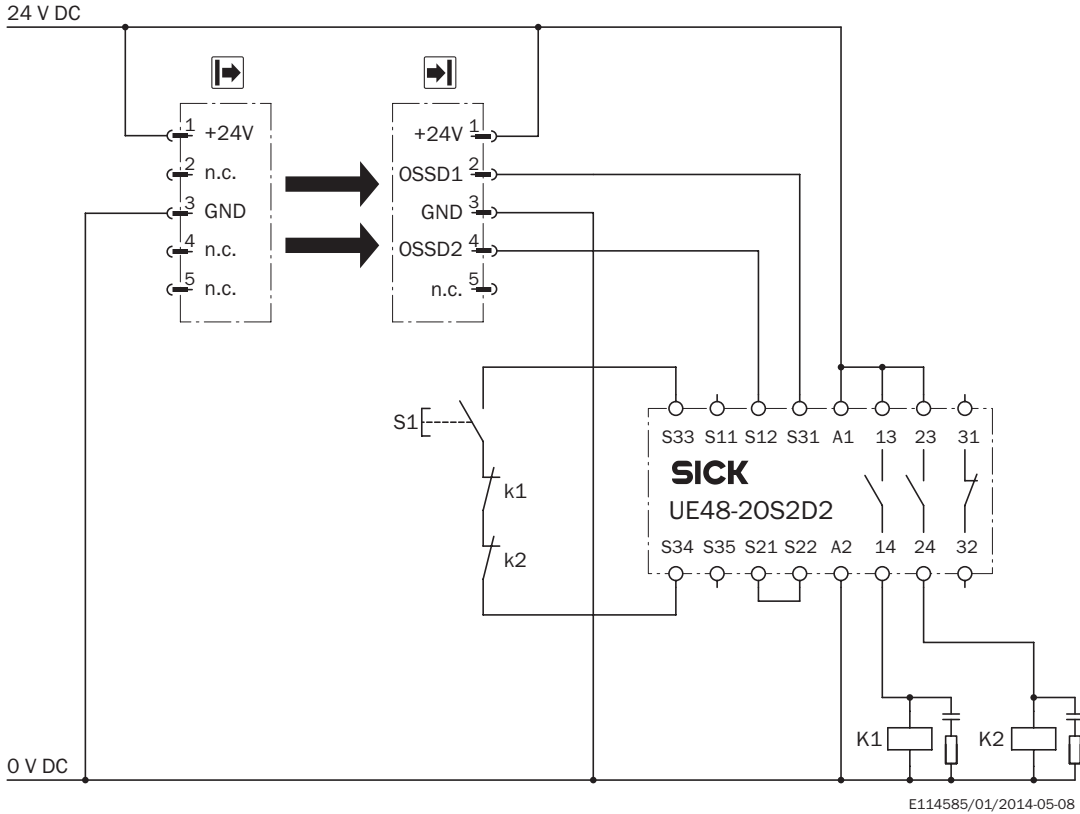 24 V DC
1 +24V
2 n.c.
3 GND
4 n.c.
5 n.c.
+24V 1
OSSD1 2
GND 3
OSSD2 4
n.c. 5
S1
k1
k2
S33 S11 S12 S31 A1 13 23 31
SICK
UE48-2OS2D2
S34 S35 S21 S22 A2 14 24 32
K1
K2
0 V DC
E114585/01/2014-05-08